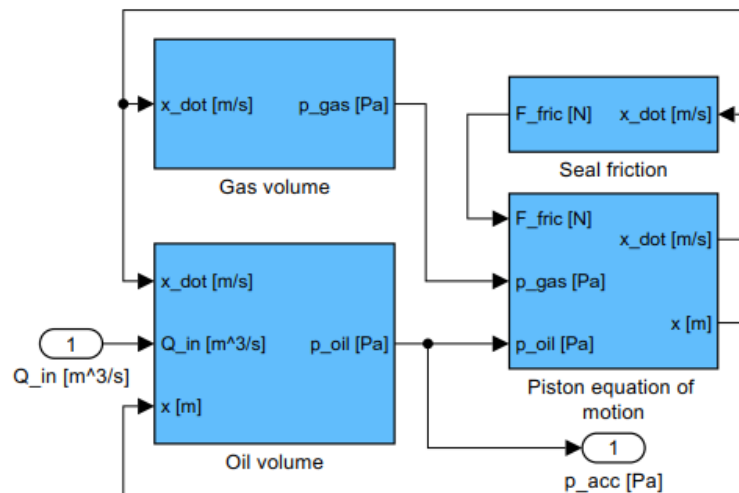 x_dot [m/s]
p_gas [Pa]
Gas volume
F_fric [N]
x_dot [m/s]
Seal friction
F_fric [N]
x_dot [m/s]
p_gas [Pa]
x [m]
p_oil [Pa]
Piston equation of
motion
x_dot [m/s]
Q_in [m^3/s]
p_oil [Pa]
x [m]
Oil volume
1
Q_in [m^3/s]
1
p_acc [Pa]